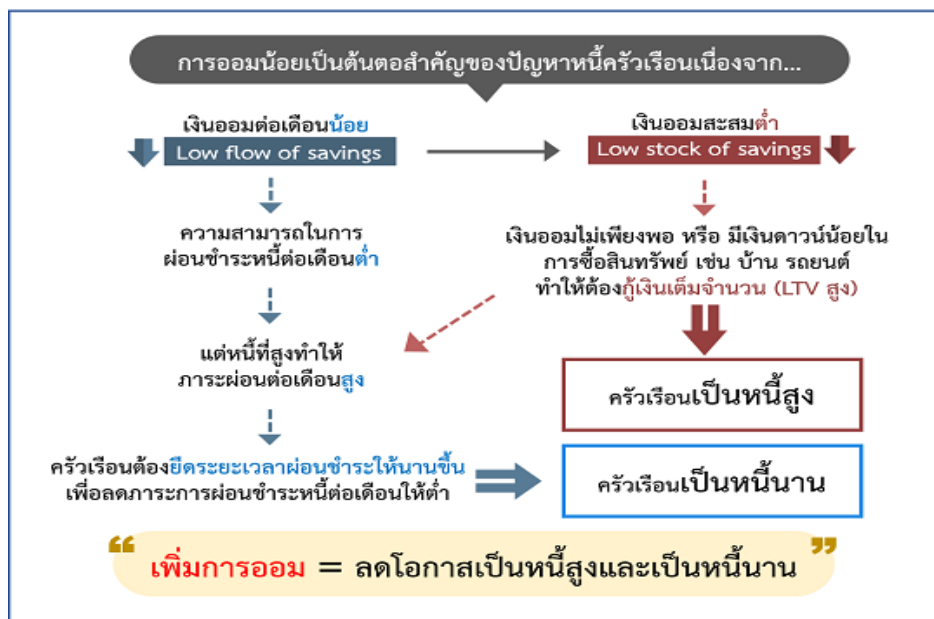 การออมน้อยเป็นต้นตอสำคัญของปัญหาหนี้ครัวเรือนเนื่องจาก...
เงินออมต่อเดือนน้อย
Low flow of savings
เงินออมสะสมต่ำ
Low stock of savings
ความสามารถในการ
ผ่อนชำระหนี้ต่อเดือนต่ำ
เงินออมไม่เพียงพอ หรือ มีเงินดาวน์น้อยใน
การซื้อสินทรัพย์ เช่น บ้าน รถยนต์
ทำให้ต้องกู้เงินเต็มจำนวน (LTV สูง)
แต่หนี้ที่สูงทำให้
ภาระผ่อนต่อเดือนสูง
ครัวเรือนเป็นหนี้สูง
ครัวเรือนต้องยืดระยะเวลาผ่อนชำระให้นานขึ้น
เพื่อลดภาระการผ่อนชำระหนี้ต่อเดือนให้ต่ำ
ครัวเรือนเป็นหนี้นาน
“ เพิ่มการออม = ลดโอกาสเป็นหนี้สูงและเป็นหนี้นาน ”